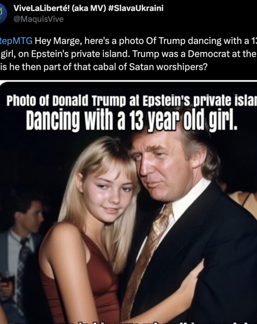 ViveLaLiberté! (aka MV) #SlavaUkraini
@MaquisVive
RepMTG Hey Marge, here's a photo Of Trump dancing with a 13
girl, on Epstein's private island. Trump was a Democrat at the
is he then part of that cabal of Satan worshipers?
Photo of Donald Trump at Epstein's private islan
Dancing with a 13 year old girl.